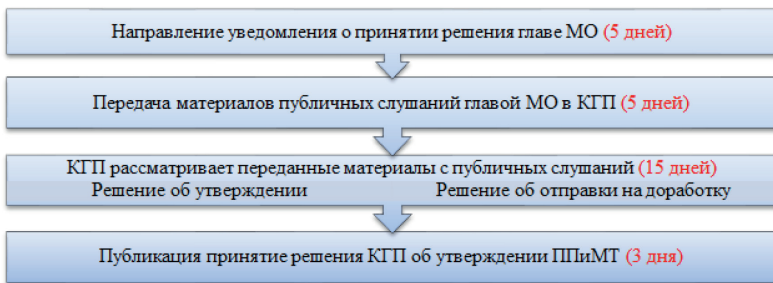 Направление уведомления о принятии решения главе МО (5 дней)
Передача материалов публичных слушаний главой МО в КГП (5 дней)
КГП рассматривает переданные материалы с публичных слушаний (15 дней)
Решение об утверждении Решение об отправки на доработку
Публикация принятие решения КГП об утверждении ППиМТ (3 дня)